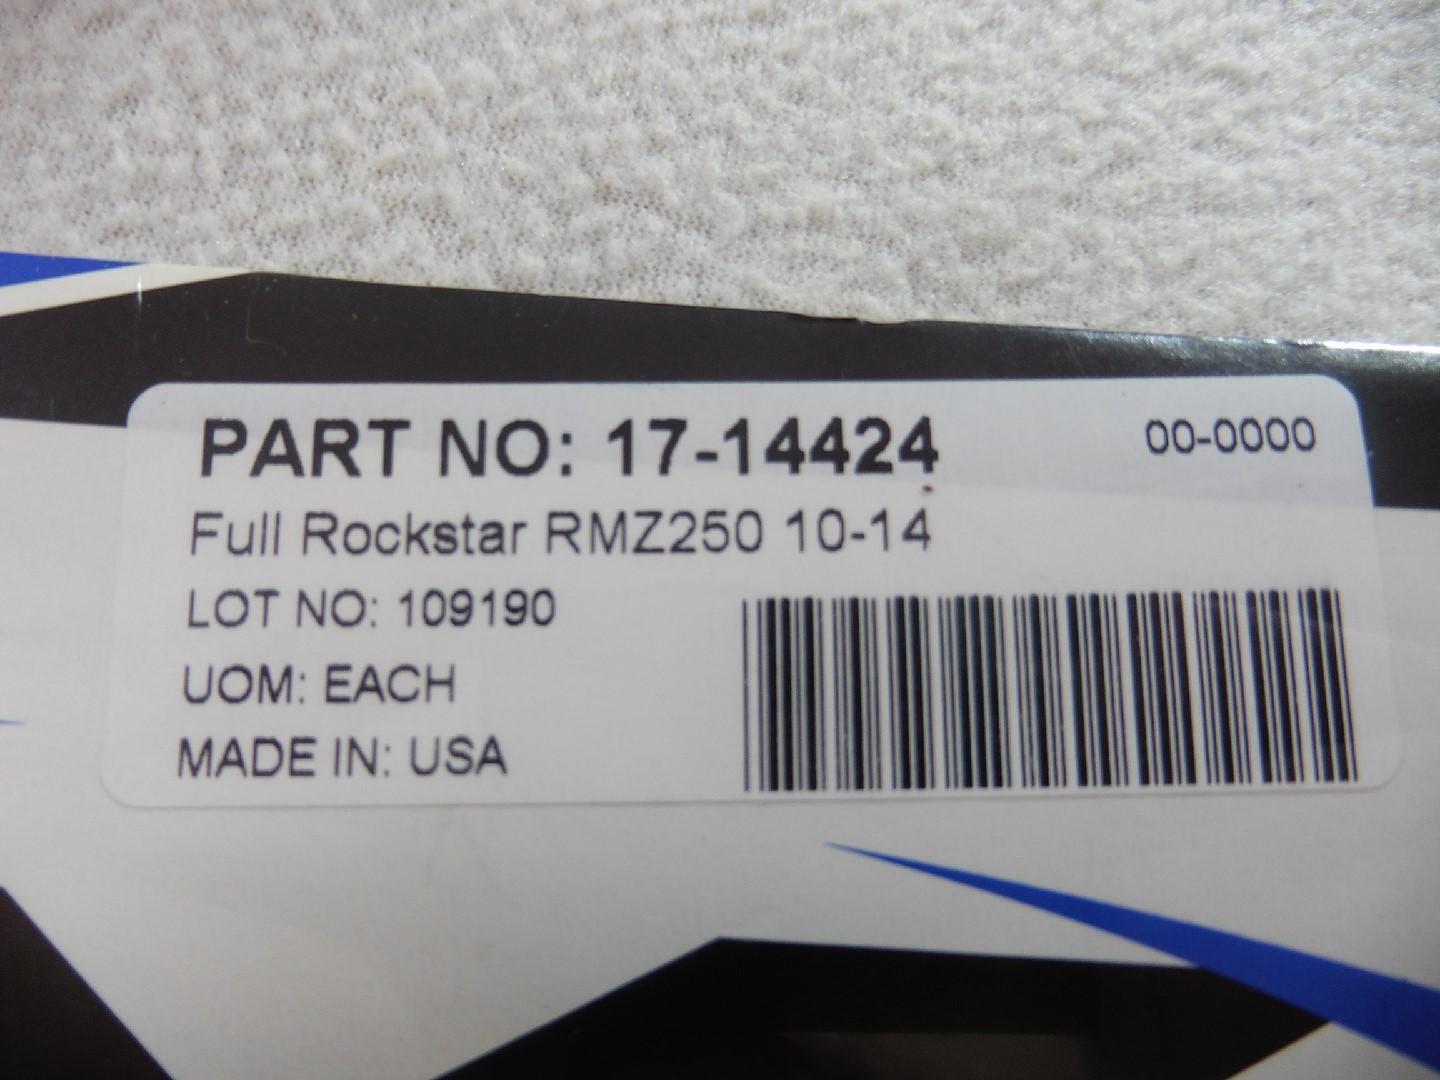 PART NO: 17-14424 00-0000
Full Rockstar RMZ250 10-14
LOT NO: 109190
UOM: EACH
MADE IN: USA